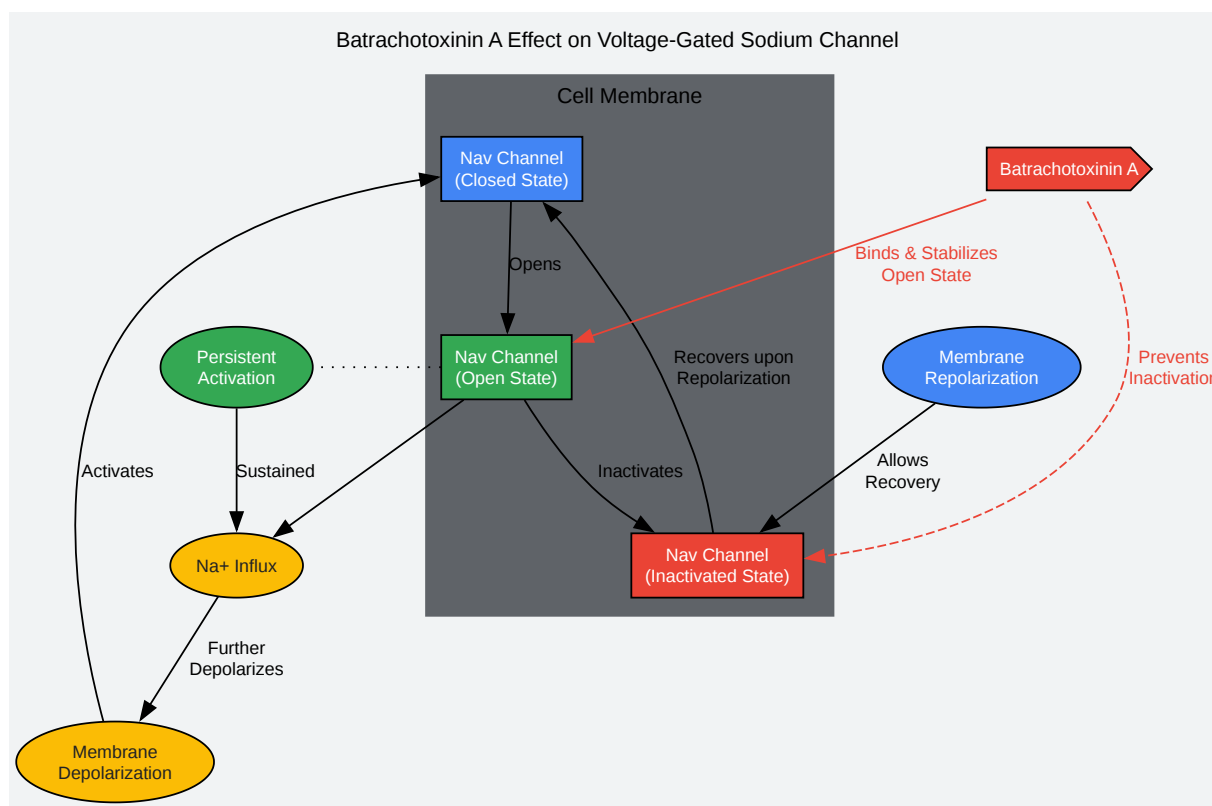 Batrachotoxinin A Effect on Voltage-Gated Sodium Channel
Cell Membrane
Nav Channel
(Closed State)
Batrachotoxinin A
Opens
Binds & Stabilizes
Open State
Persistent
Activation
Nav Channel
(Open State)
Recovers upon
Repolarization
Membrane
Repolarization
Prevents
Inactivation
Activates
Sustained
Inactivates
Allows
Recovery
Na+ Influx
Nav Channel
(Inactivated State)
Further
Depolarizes
Membrane
Depolarization